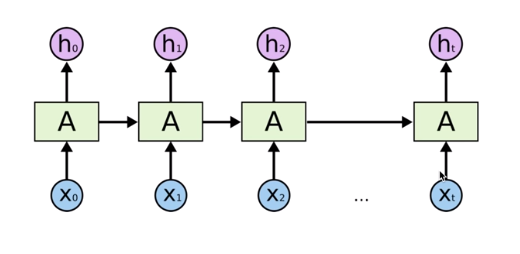 h₀ h₁ h₂ hₜ
A A A A
x₀ x₁ x₂ ... xₜ